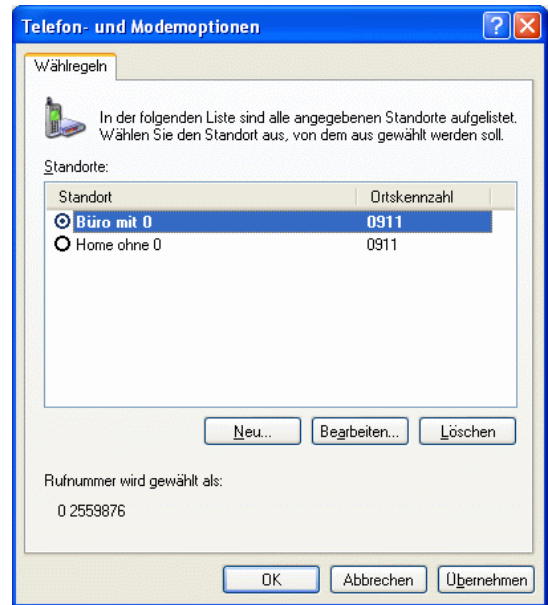 Telefon- und Modemoptionen
Wählregeln
In der folgenden Liste sind alle angegebenen Standorte aufgelistet.
Wählen Sie den Standort aus, von dem aus gewählt werden soll.
Standorte:
Standort Ortskennzahl
Büro mit 0 0911
Home ohne 0 0911
Neu... Bearbeiten... Löschen
Rufnummer wird gewählt als:
0 2559876
OK Abbrechen Übernehmen